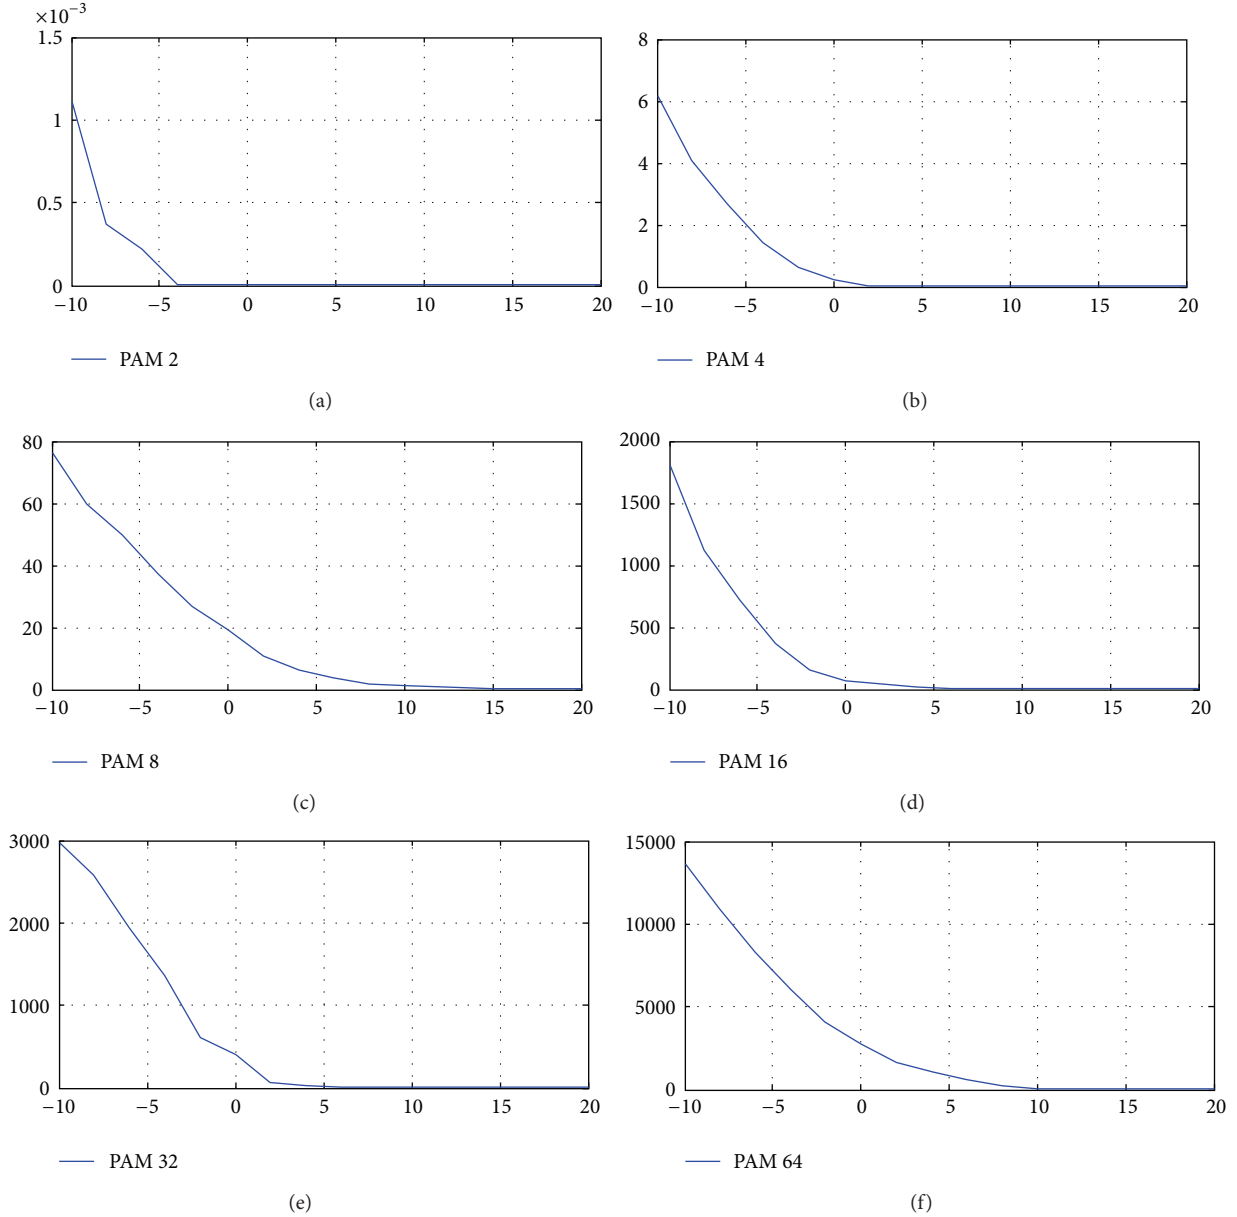 ×10−3
1.5
1
0.5
0
−10 −5 0 5 10 15 20
PAM 2
(a)
8
6
4
2
0
−10 −5 0 5 10 15 20
PAM 4
(b)
80
60
40
20
0
−10 −5 0 5 10 15 20
PAM 8
(c)
2000
1500
1000
500
0
−10 −5 0 5 10 15 20
PAM 16
(d)
3000
2000
1000
0
−10 −5 0 5 10 15 20
PAM 32
(e)
15000
10000
5000
0
−10 −5 0 5 10 15 20
PAM 64
(f)